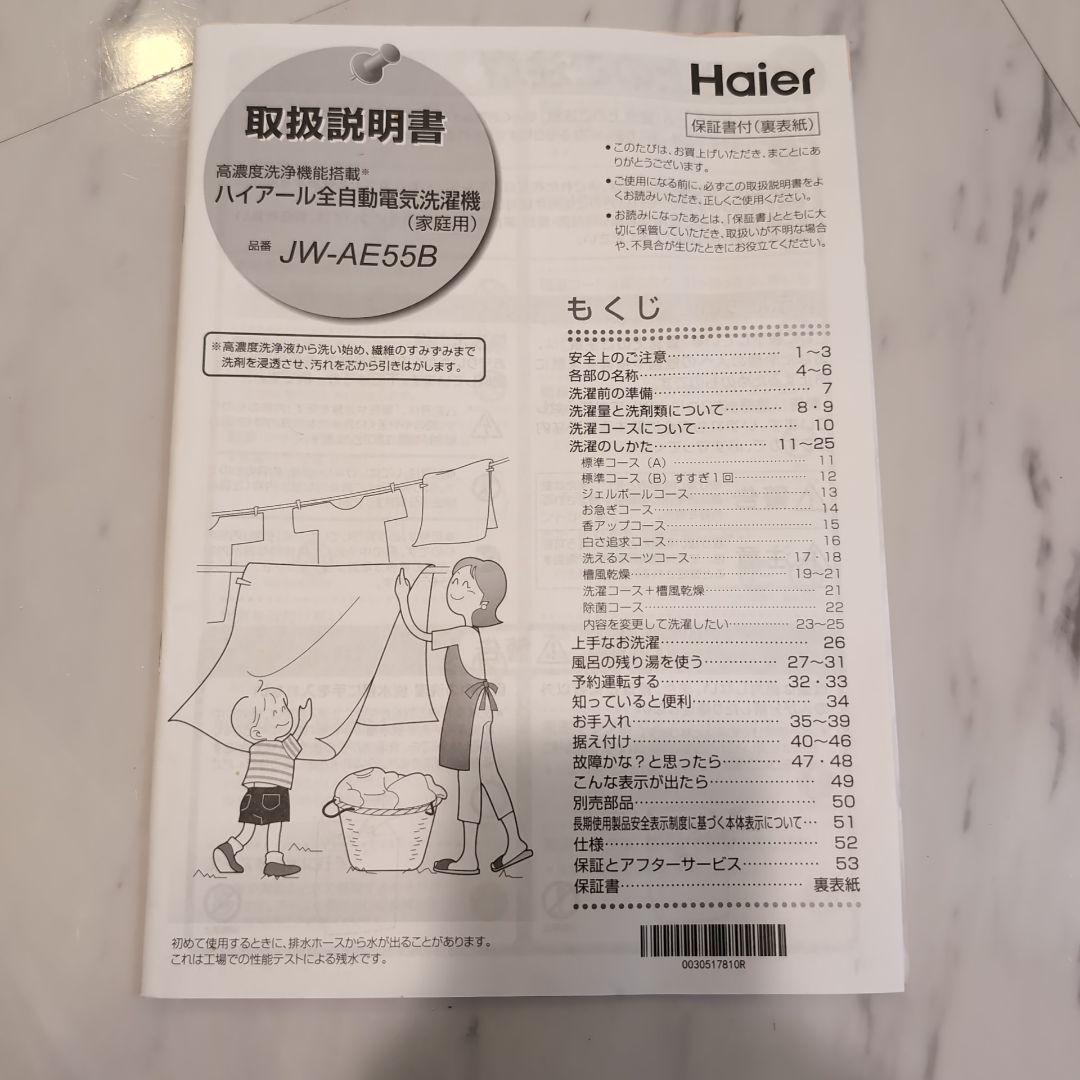 取扱説明書
高濃度洗浄機能搭載※
ハイアール全自動電気洗濯機
(家庭用)
品番 JW-AE55B
※高濃度洗浄液から洗い始め、繊維のすみずみまで
洗剤を浸透させ、汚れを芯から引きはがします。
Haier
保証書付(裏表紙)
●このたびは、お買上げいただき、まことにあ
りがとうございます。
●ご使用になる前に、必ずこの取扱説明書をよ
くお読みいただき、正しくご使用ください。
●お読みになったあとは、「保証書」とともに大
切に保管していただき、取扱いが不明な場合
や、不具合が生じたときにお役立てください。
もくじ
安全上のご注意…………………… 1〜3
各部の名称………………………… 4〜6
洗濯前の準備……………………… 7
洗濯量と洗剤類について………… 8・9
洗濯コースについて……………… 10
洗濯のしかた…………………… 11〜25
標準コース(A)………………… 11
標準コース(B)すすぎ1回…………… 12
ジェルボールコース…………………… 13
お急ぎコース…………………………… 14
香アップコース………………………… 15
白さ追求コース………………………… 16
洗えるスーツコース………………… 17・18
槽風乾燥……………………………… 19〜21
洗濯コース+槽風乾燥……………… 21
除菌コース……………………………… 22
内容を変更して洗濯したい………… 23〜25
上手なお洗濯……………………… 26
風呂の残り湯を使う…………… 27〜31
予約運転する…………………… 32・33
知っていると便利………………… 34
お手入れ………………………… 35〜39
据え付け………………………… 40〜46
故障かな?と思ったら………… 47・48
こんな表示が出たら……………… 49
別売部品…………………………… 50
長期使用製品安全表示制度に基づく本体表示について… 51
仕様………………………………… 52
保証とアフターサービス………… 53
保証書…………………………… 裏表紙
初めて使用するときに、排水ホースから水が出ることがあります。
これは工場での性能テストによる残水です。
0030517810R